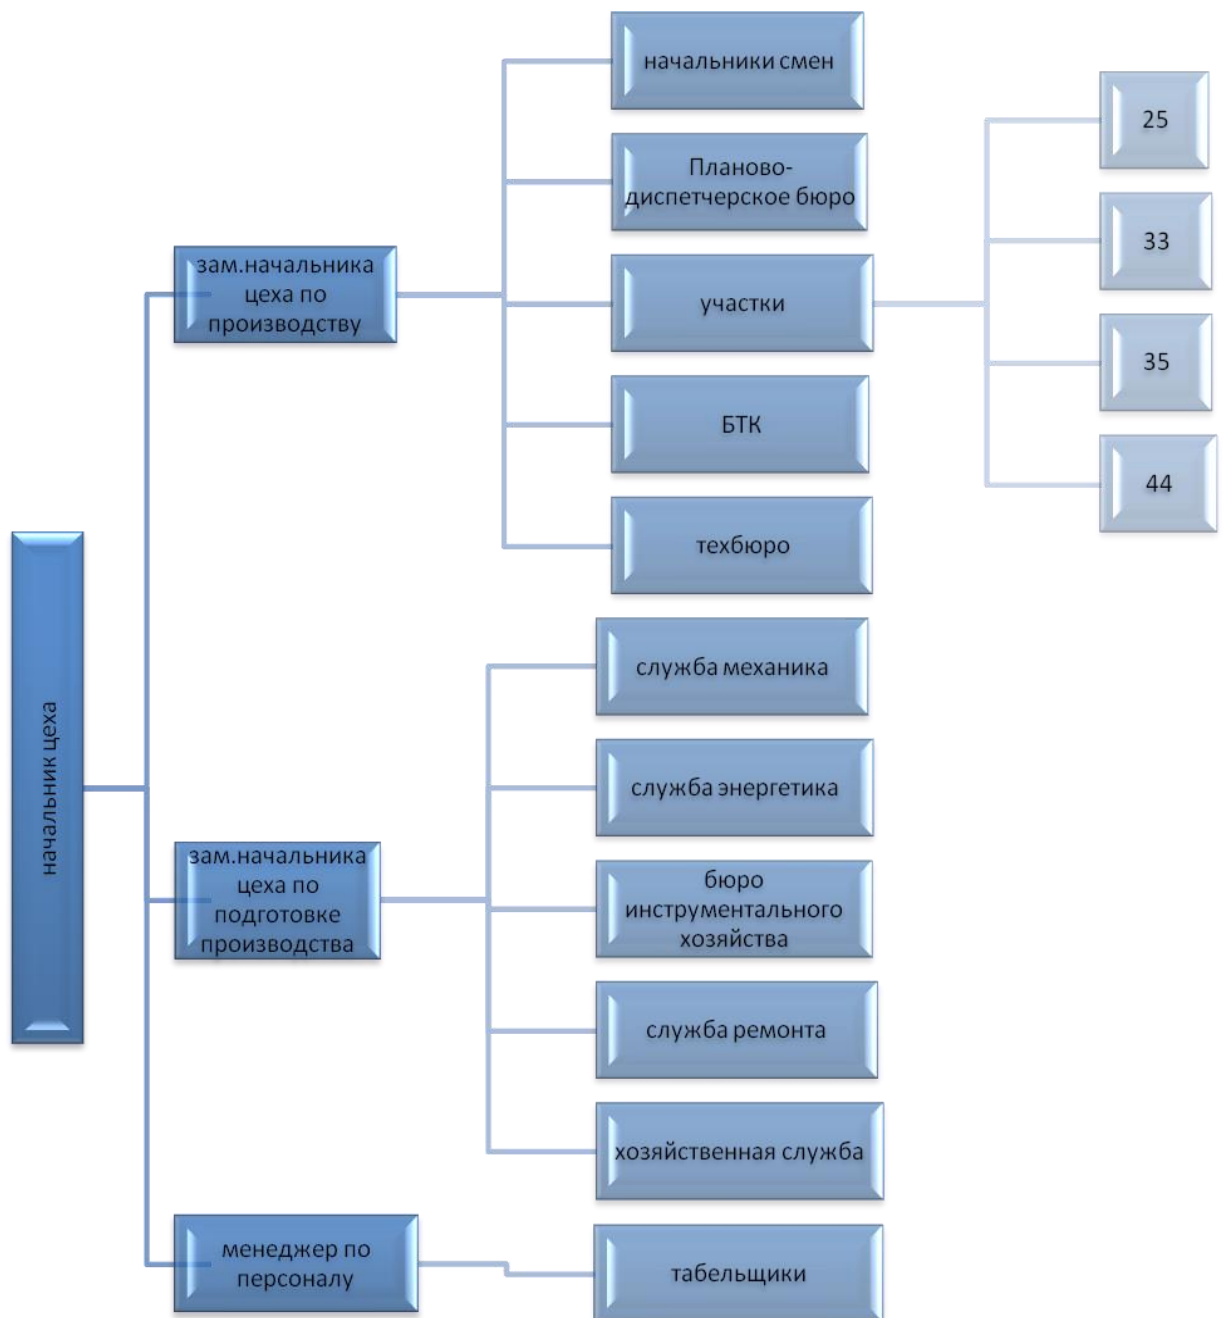 начальник цеха
зам.начальника
цеха по
производству
начальники смен
Планово-
диспетчерское бюро
участки
25
33
35
44
БТК
техбюро
зам.начальника
цеха по
подготовке
производства
служба механика
служба энергетика
бюро
инструментального
хозяйства
служба ремонта
хозяйственная служба
менеджер по
персоналу
табельщики